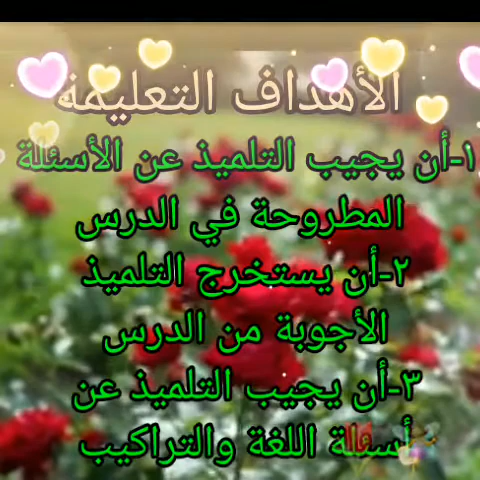 الأهداف التعليمة
١-أن يجيب التلميذ عن الأسئلة
المطروحة في الدرس
٢-أن يستخرج التلميذ
الأجوبة من الدرس
٣-أن يجيب التلميذ عن
أسئلة اللغة والتراكيب